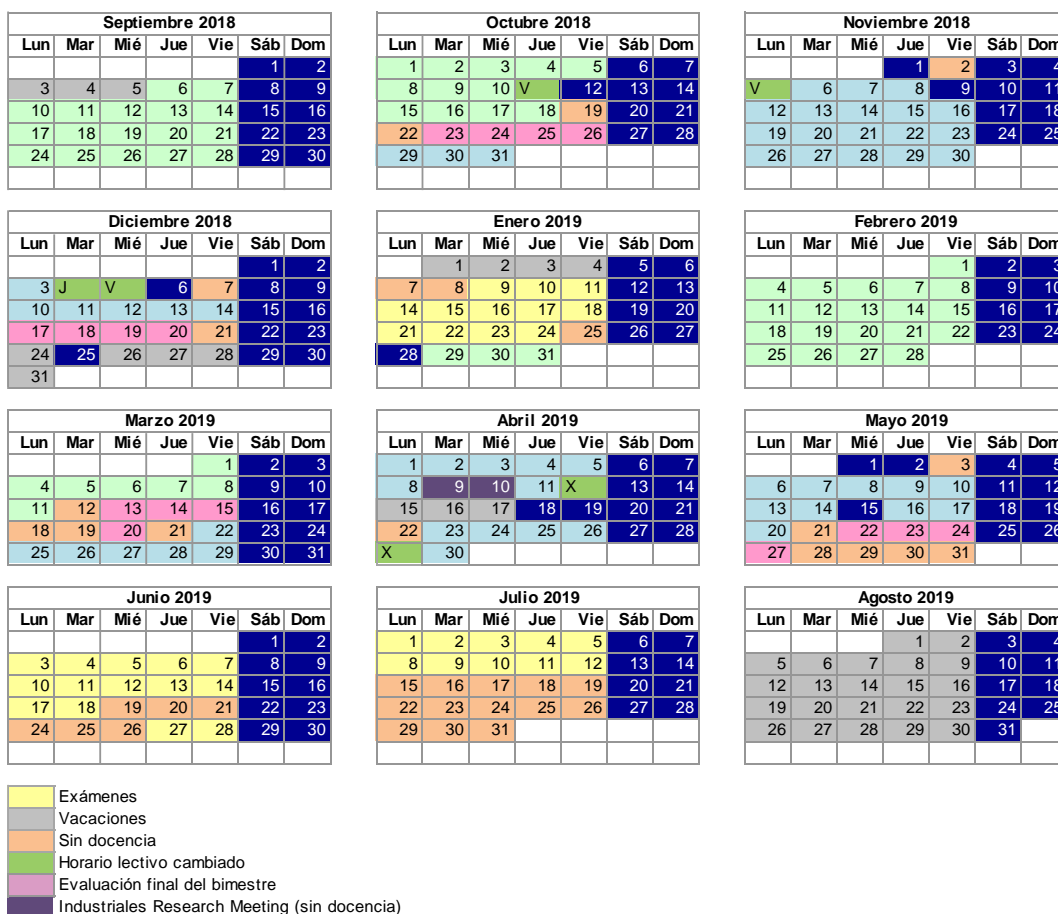 Septiembre 2018
Lun Mar Mié Jue Vie Sáb Dom
1 2
3 4 5 6 7 8 9
10 11 12 13 14 15 16
17 18 19 20 21 22 23
24 25 26 27 28 29 30
Octubre 2018
Lun Mar Mié Jue Vie Sáb Dom
1 2 3 4 5 6 7
8 9 10 V 12 13 14
15 16 17 18 19 20 21
22 23 24 25 26 27 28
29 30 31
Noviembre 2018
Lun Mar Mié Jue Vie Sáb Dom
1 2 3 4
V 6 7 8 9 10 11
12 13 14 15 16 17 18
19 20 21 22 23 24 25
26 27 28 29 30
Diciembre 2018
Lun Mar Mié Jue Vie Sáb Dom
1 2
3 J V 6 7 8 9
10 11 12 13 14 15 16
17 18 19 20 21 22 23
24 25 26 27 28 29 30
31
Enero 2019
Lun Mar Mié Jue Vie Sáb Dom
1 2 3 4 5 6
7 8 9 10 11 12 13
14 15 16 17 18 19 20
21 22 23 24 25 26 27
28 29 30 31
Febrero 2019
Lun Mar Mié Jue Vie Sáb Dom
1 2 3
4 5 6 7 8 9 10
11 12 13 14 15 16 17
18 19 20 21 22 23 24
25 26 27 28
Marzo 2019
Lun Mar Mié Jue Vie Sáb Dom
1 2 3
4 5 6 7 8 9 10
11 12 13 14 15 16 17
18 19 20 21 22 23 24
25 26 27 28 29 30 31
Abril 2019
Lun Mar Mié Jue Vie Sáb Dom
1 2 3 4 5 6 7
8 9 10 11 X 13 14
15 16 17 18 19 20 21
22 23 24 25 26 27 28
X 30
Mayo 2019
Lun Mar Mié Jue Vie Sáb Dom
1 2 3 4 5
6 7 8 9 10 11 12
13 14 15 16 17 18 19
20 21 22 23 24 25 26
27 28 29 30 31
Junio 2019
Lun Mar Mié Jue Vie Sáb Dom
1 2
3 4 5 6 7 8 9
10 11 12 13 14 15 16
17 18 19 20 21 22 23
24 25 26 27 28 29 30
Julio 2019
Lun Mar Mié Jue Vie Sáb Dom
1 2 3 4 5 6 7
8 9 10 11 12 13 14
15 16 17 18 19 20 21
22 23 24 25 26 27 28
29 30 31
Agosto 2019
Lun Mar Mié Jue Vie Sáb Dom
1 2 3 4
5 6 7 8 9 10 11
12 13 14 15 16 17 18
19 20 21 22 23 24 25
26 27 28 29 30 31
Exámenes
Vacaciones
Sin docencia
Horario lectivo cambiado
Evaluación final del bimestre
Industriales Research Meeting (sin docencia)